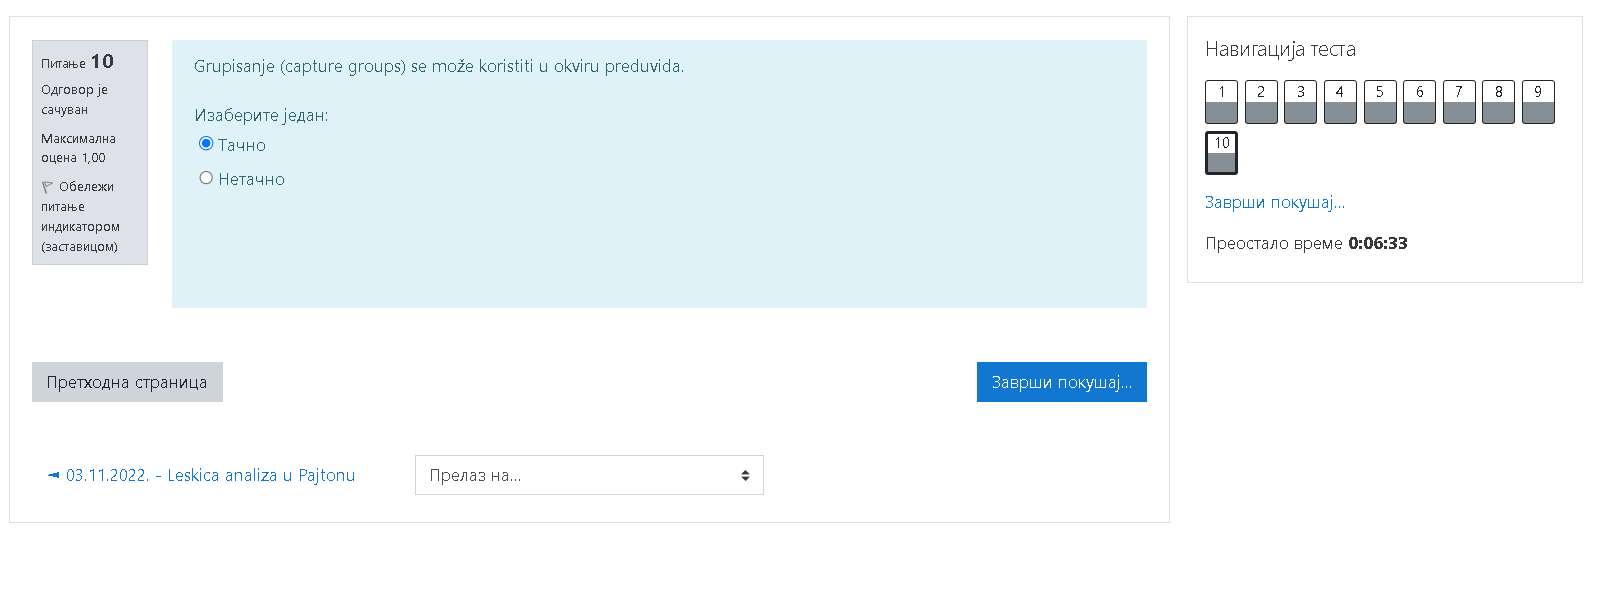 Питање 10
Одговор је
сачуван
Максимална
оцена 1,00
Обележи
питање
индикатором
(заставицом)
Grupisanje (capture groups) se može koristiti u okviru preduvida.
Изаберите један:
Тачно
Нетачно
Претходна страница
Заврши покушај...
◄ 03.11.2022. - Leskica analiza u Pajtonu
Прелаз на...
Навигација теста
1 2 3 4 5 6 7 8 9
10
Заврши покушај...
Преостало време 0:06:33